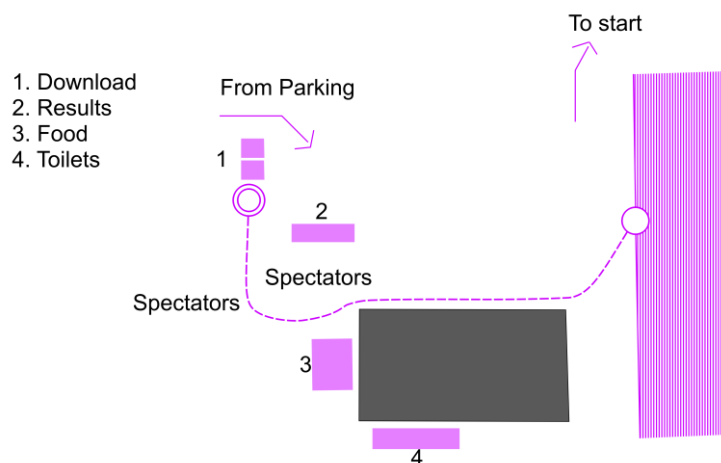 To start
1. Download
2. Results
3. Food
4. Toilets
From Parking
1
2
Spectators
Spectators
3
4